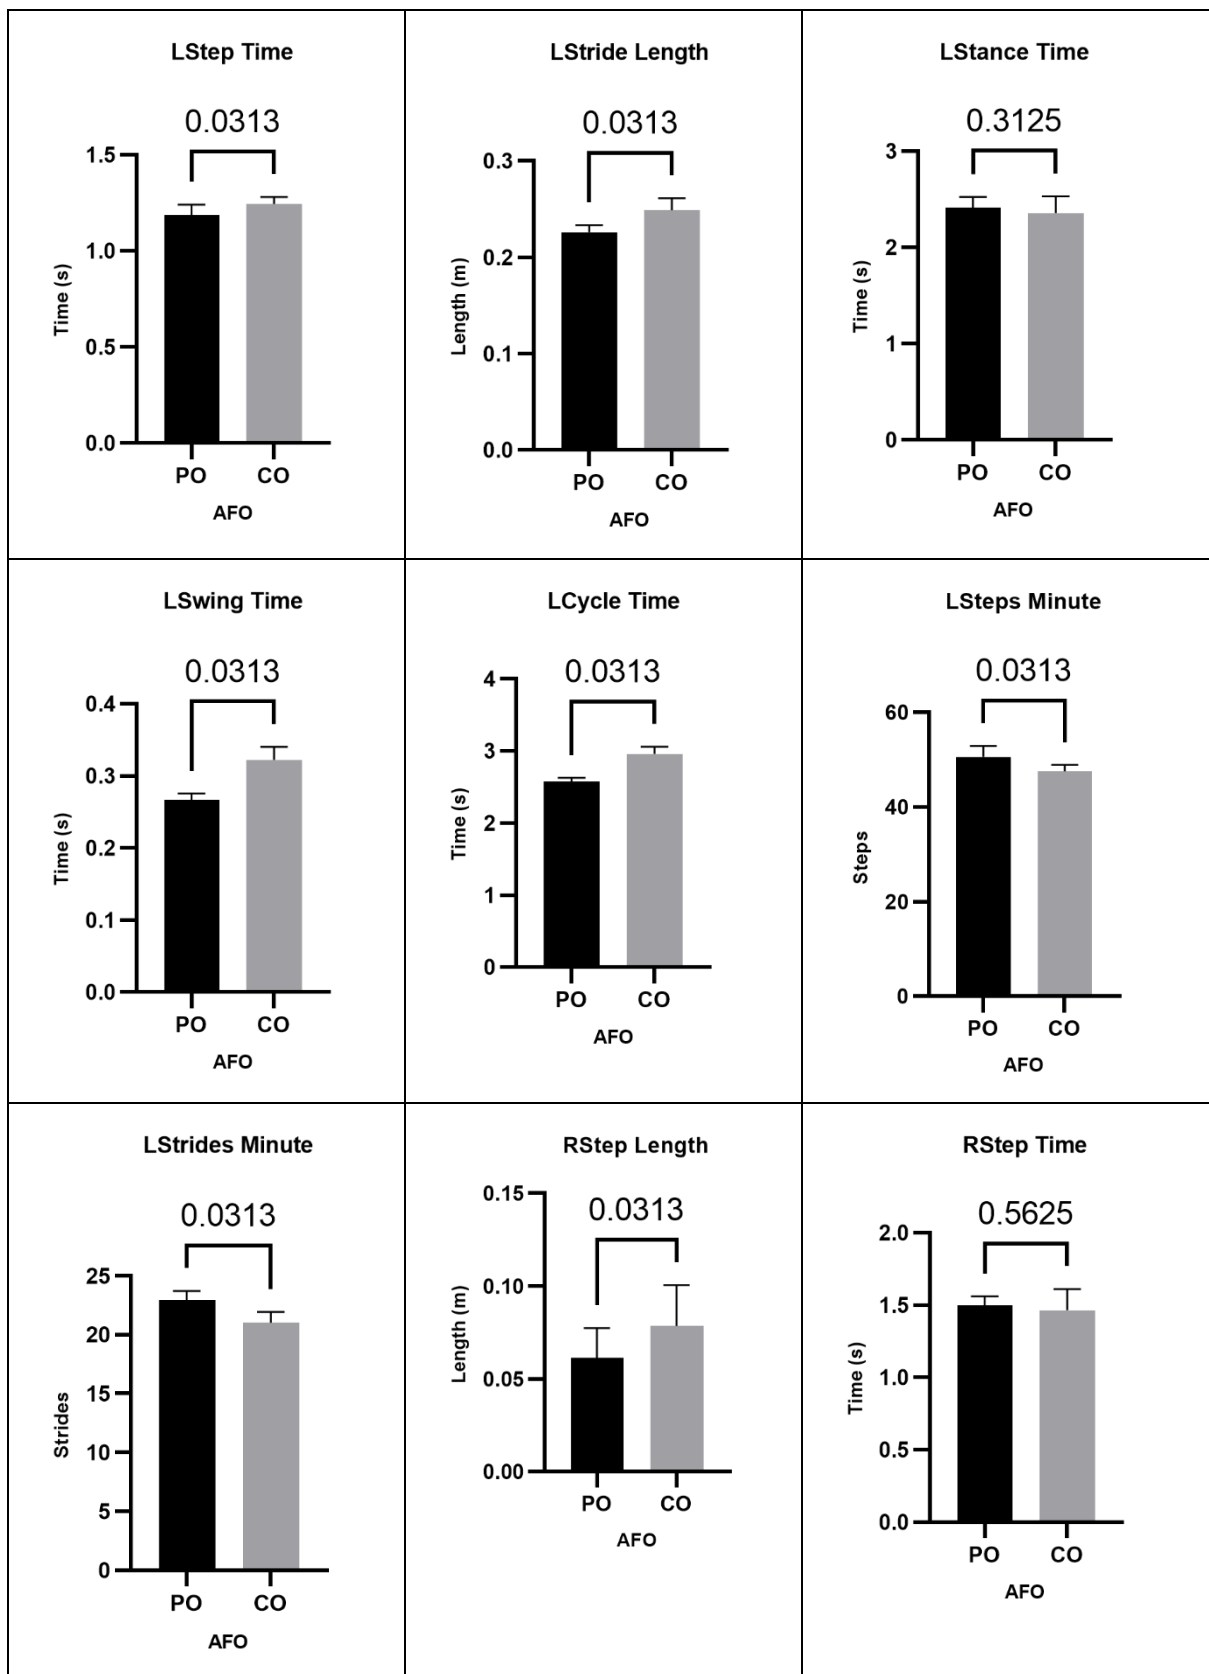 LStep Time
0.0313
1.5
1.0
0.5
0.0
Time (s)
PO CO
AFO
LStride Length
0.0313
0.3
0.2
0.1
0.0
Length (m)
PO CO
AFO
LStance Time
0.3125
3
2
1
0
Time (s)
PO CO
AFO
LSwing Time
0.0313
0.4
0.3
0.2
0.1
0.0
Time (s)
PO CO
AFO
LCycle Time
0.0313
4
3
2
1
0
Time (s)
PO CO
AFO
LSteps Minute
0.0313
60
40
20
0
Steps
PO CO
AFO
LStrides Minute
0.0313
25
20
15
10
5
0
Strides
PO CO
AFO
RStep Length
0.0313
0.15
0.10
0.05
0.00
Length (m)
PO CO
AFO
RStep Time
0.5625
2.0
1.5
1.0
0.5
0.0
Time (s)
PO CO
AFO